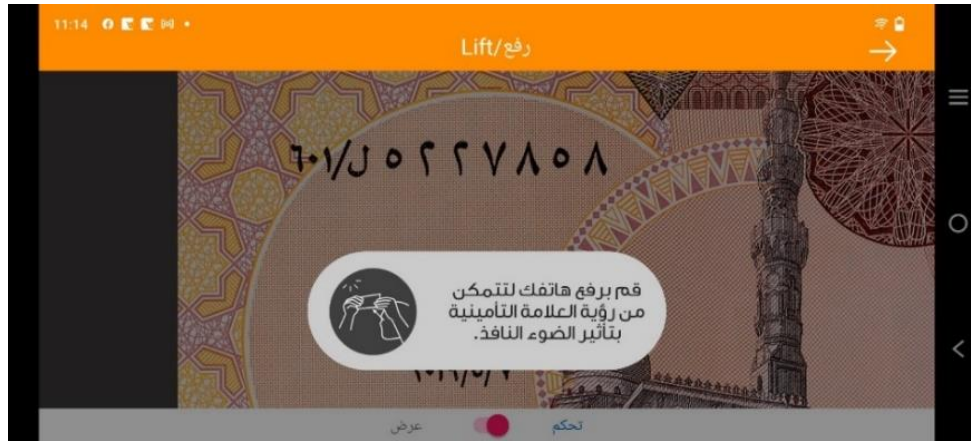 11:14
رفع/Lift
٦٠١/ل ٥٢٢٧٨٥٨
قم برفع هاتفك لتتمكن
من رؤية العلامة التأمينية
بتأثير الضوء النافذ.
عرض
تحكم